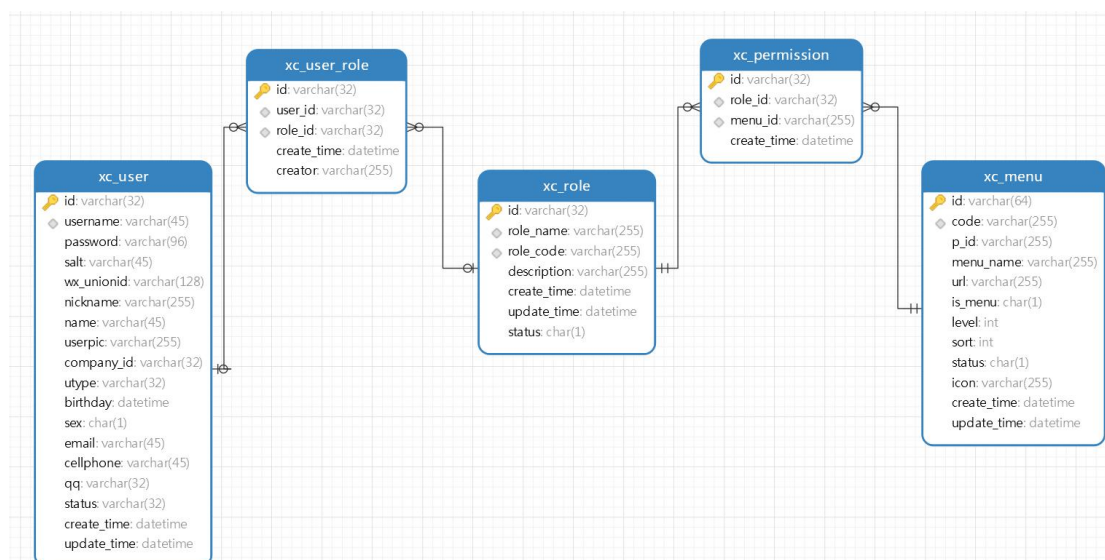 xc_user
id: varchar(32)
username: varchar(45)
password: varchar(96)
salt: varchar(45)
wx_unionid: varchar(128)
nickname: varchar(255)
name: varchar(45)
userpic: varchar(255)
company_id: varchar(32)
utype: varchar(32)
birthday: datetime
sex: char(1)
email: varchar(45)
cellphone: varchar(45)
qq: varchar(32)
status: varchar(32)
create_time: datetime
update_time: datetime
xc_user_role
id: varchar(32)
user_id: varchar(32)
role_id: varchar(32)
create_time: datetime
creator: varchar(255)
xc_role
id: varchar(32)
role_name: varchar(255)
role_code: varchar(255)
description: varchar(255)
create_time: datetime
update_time: datetime
status: char(1)
xc_permission
id: varchar(32)
role_id: varchar(32)
menu_id: varchar(255)
create_time: datetime
xc_menu
id: varchar(64)
code: varchar(255)
p_id: varchar(255)
menu_name: varchar(255)
url: varchar(255)
is_menu: char(1)
level: int
sort: int
status: char(1)
icon: varchar(255)
create_time: datetime
update_time: datetime